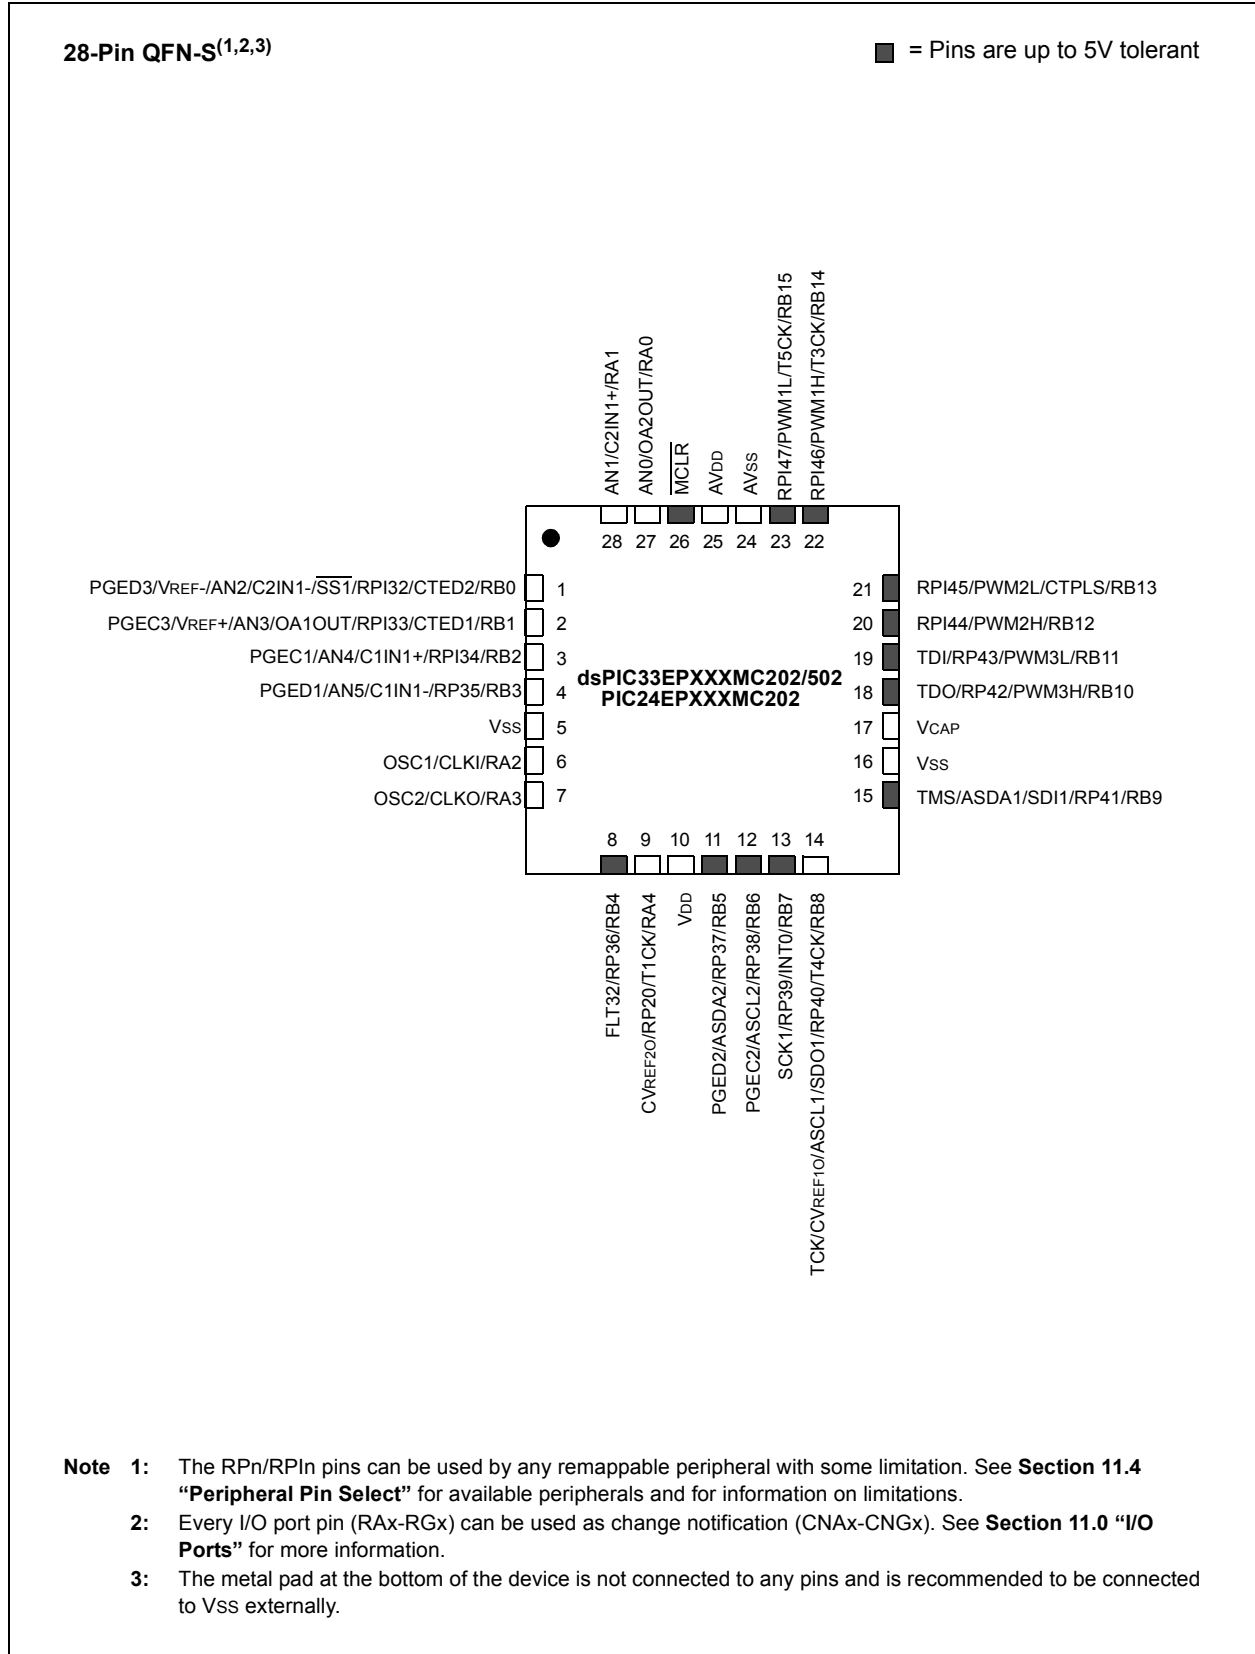 28-Pin QFN-S(1,2,3)
= Pins are up to 5V tolerant
AN1/C2IN1+/RA1
AN0/OA2OUT/RA0
MCLR
AVDD
AVSS
RPI47/PWM1L/T5CK/RB15
RPI46/PWM1H/T3CK/RB14
28 27 26 25 24 23 22
PGED3/VREF-/AN2/C2IN1-/SS1/RPI32/CTED2/RB0 1
PGEC3/VREF+/AN3/OA1OUT/RPI33/CTED1/RB1 2
PGEC1/AN4/C1IN1+/RPI34/RB2 3
PGED1/AN5/C1IN1-/RP35/RB3 4
VSS 5
OSC1/CLKI/RA2 6
OSC2/CLKO/RA3 7
dsPIC33EPXXXMC202/502
PIC24EPXXXMC202
21 RPI45/PWM2L/CTPLS/RB13
20 RPI44/PWM2H/RB12
19 TDI/RP43/PWM3L/RB11
18 TDO/RP42/PWM3H/RB10
17 VCAP
16 VSS
15 TMS/ASDA1/SDI1/RP41/RB9
8 9 10 11 12 13 14
FLT32/RP36/RB4
CVREF2O/RP20/T1CK/RA4
VDD
PGED2/ASDA2/RP37/RB5
PGEC2/ASCL2/RP38/RB6
SCK1/RP39/INT0/RB7
TCK/CVREF1O/ASCL1/SDO1/RP40/T4CK/RB8
Note 1: The RPn/RPIn pins can be used by any remappable peripheral with some limitation. See Section 11.4
“Peripheral Pin Select” for available peripherals and for information on limitations.
2: Every I/O port pin (RAx-RGx) can be used as change notification (CNAx-CNGx). See Section 11.0 “I/O
Ports” for more information.
3: The metal pad at the bottom of the device is not connected to any pins and is recommended to be connected
to VSS externally.